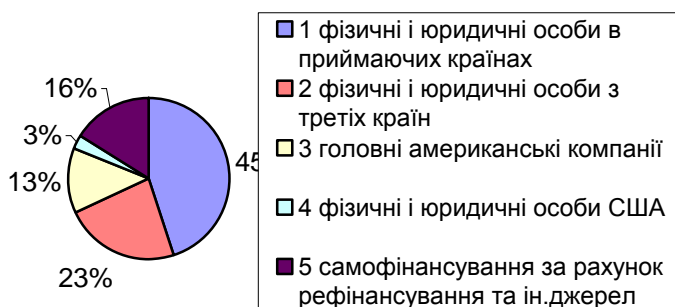 16%
3%
13%
23%
45
1 фізичні і юридичні особи в
приймаючих країнах
2 фізичні і юридичні особи з
третіх країн
3 головні американські компанії
4 фізичні і юридичні особи США
5 самофінансування за рахунок
рефінансування та ін.джерел